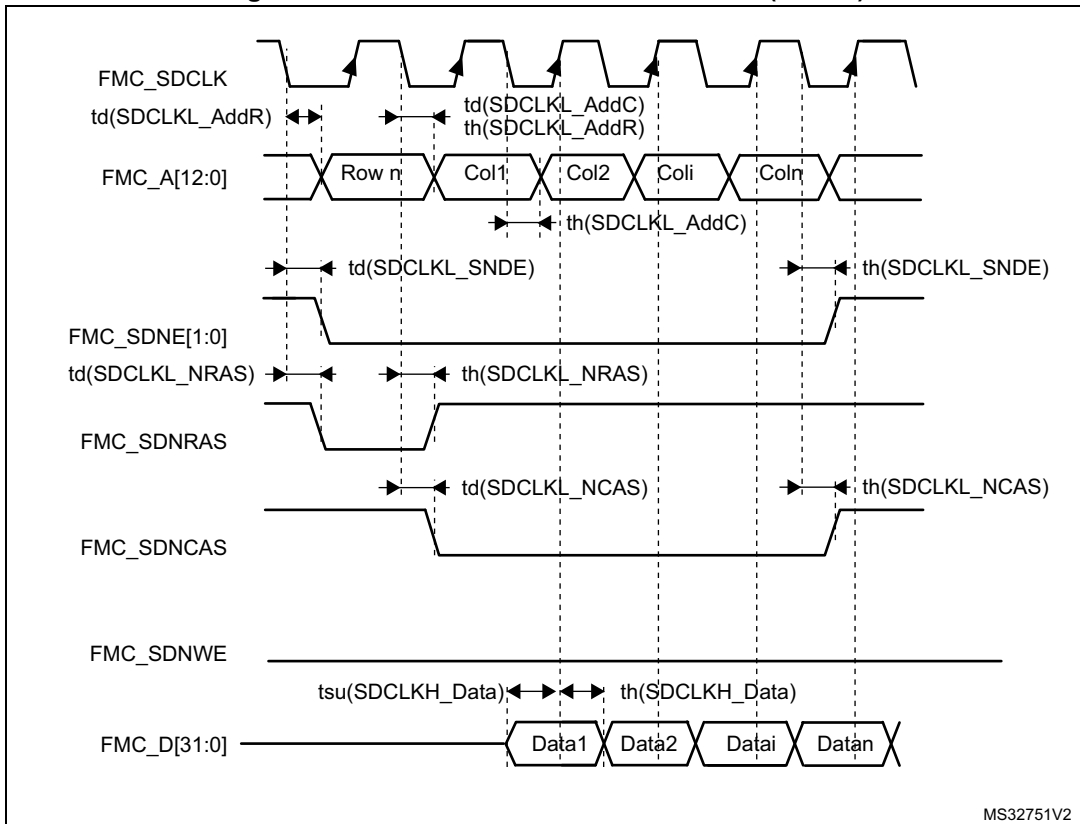 FMC_SDCLK
td(SDCLKL_AddR)
td(SDCLKL_AddC)
th(SDCLKL_AddR)
FMC_A[12:0]
Row n
Col1
Col2
Coli
Coln
th(SDCLKL_AddC)
td(SDCLKL_SNDE)
th(SDCLKL_SNDE)
FMC_SDNE[1:0]
td(SDCLKL_NRAS)
th(SDCLKL_NRAS)
FMC_SDNRAS
td(SDCLKL_NCAS)
th(SDCLKL_NCAS)
FMC_SDNCAS
FMC_SDNWE
tsu(SDCLKH_Data)
th(SDCLKH_Data)
FMC_D[31:0]
Data1
Data2
Datai
Datan
MS32751V2